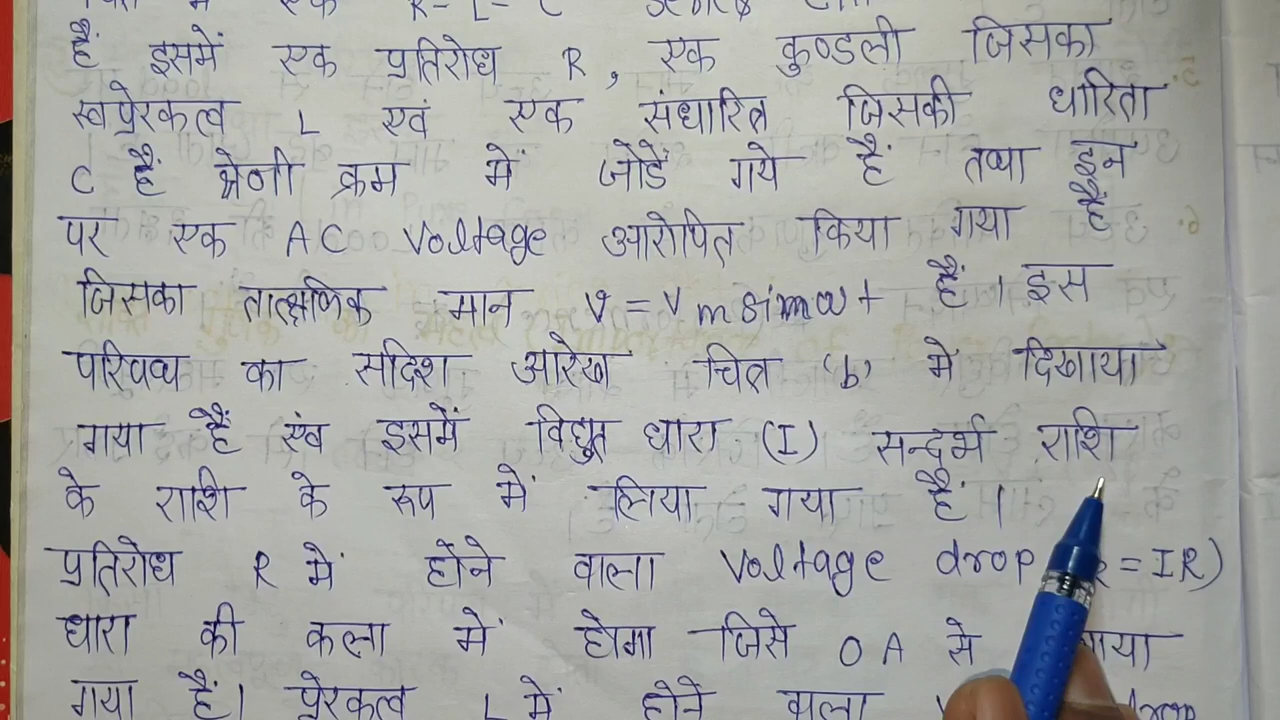 में एक R-L-C
हैं इसमें एक प्रतिरोध R, एक कुण्डली जिसका
स्वप्रेरकत्व L एवं एक संधारित्र जिसकी धारिता
C हैं श्रेणी क्रम में जोडें गये हैं तथा इन
पर एक AC Voltage आरोपित किया गया हैं
जिसका तात्क्षणिक मान v = Vm sinωt हैं। इस
परिपथ का सदिश आरेख चित्र 'b' में दिखाया
गया हैं एंव इसमें विद्युत धारा (I) सन्दर्भ राशि
के राशि के रूप में लिया गया हैं।
प्रतिरोध R में होंने वाला Voltage drop = IR)
धारा की कला में होगा जिसे OA से
गया हैं। प्रेरकत्व L में होंने वाला